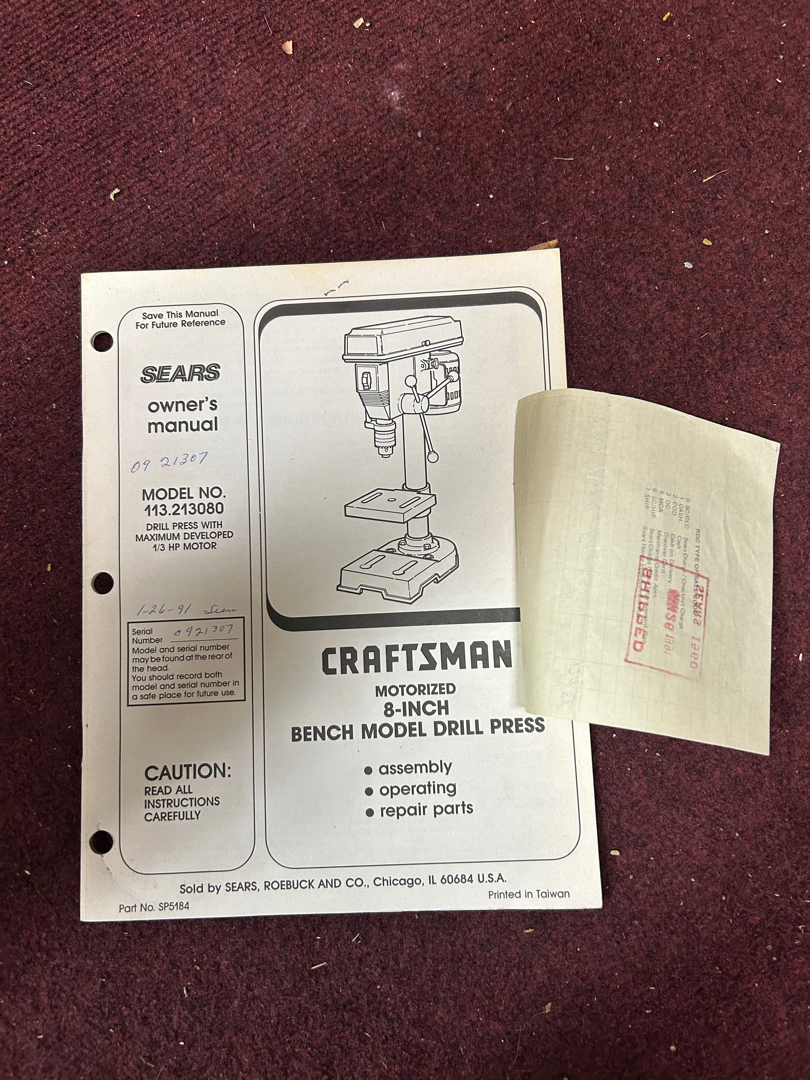 Save This Manual
For Future Reference
SEARS
owner's
manual
09 21307
MODEL NO.
113.213080
DRILL PRESS WITH
MAXIMUM DEVELOPED
1/3 HP MOTOR
1-26-91 Sears
Serial
Number 0921307
Model and serial number
may be found at the rear of
the head.
You should record both
model and serial number in
a safe place for future use.
CAUTION:
READ ALL
INSTRUCTIONS
CAREFULLY
CRAFTSMAN
MOTORIZED
8-INCH
BENCH MODEL DRILL PRESS
• assembly
• operating
• repair parts
Sold by SEARS, ROEBUCK AND CO., Chicago, IL 60684 U.S.A.
Part No. SP5184
Printed in Taiwan
SHIPPED